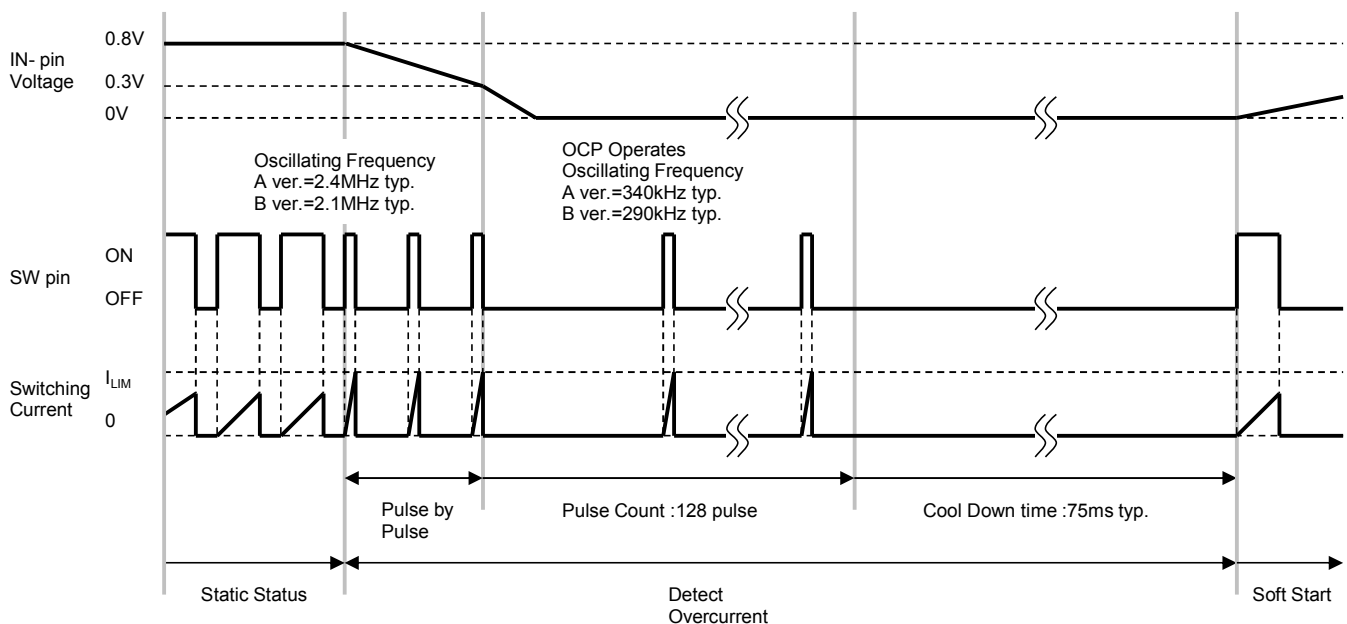 IN- pin
Voltage
0.8V
0.3V
0V
Oscillating Frequency
A ver.=2.4MHz typ.
B ver.=2.1MHz typ.
OCP Operates
Oscillating Frequency
A ver.=340kHz typ.
B ver.=290kHz typ.
SW pin
ON
OFF
Switching
Current
ILIM
0
Pulse by
Pulse
Pulse Count :128 pulse
Cool Down time :75ms typ.
Static Status
Detect
Overcurrent
Soft Start